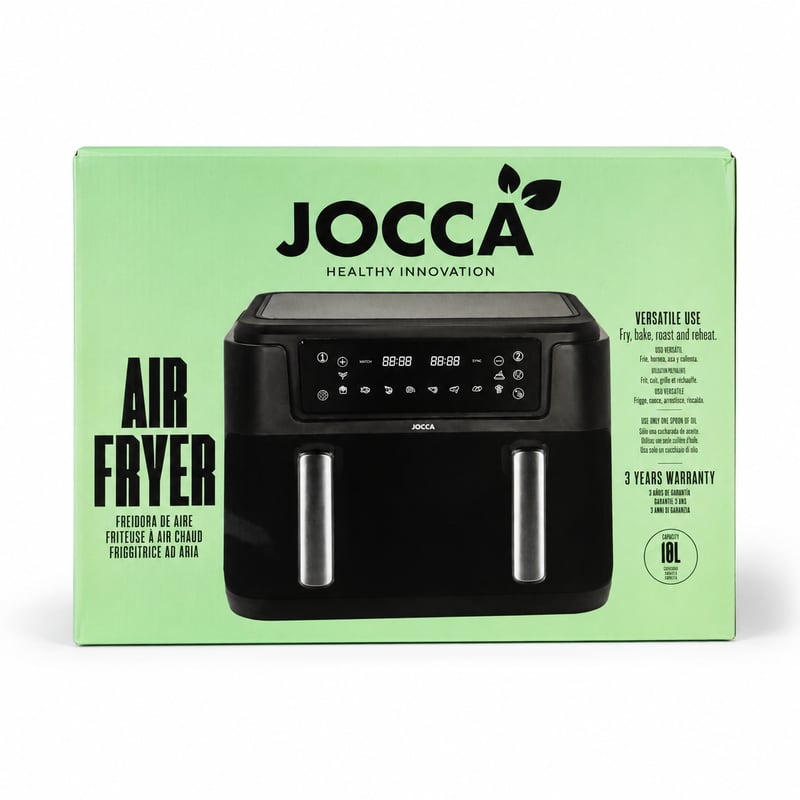 JOCCA
HEALTHY INNOVATION
AIR
FRYER
FREIDORA DE AIRE
FRITEUSE À AIR CHAUD
FRIGGITRICE AD ARIA
1
MATCH
88:88
88:88
SYNC
2
JOCCA
VERSATILE USE
Fry, bake, roast and reheat.
USO VERSÁTIL
Fríe, hornea, asa y calienta.
UTILISATION POLYVALENTE
Frit, cuit, grille et réchauffe.
USO VERSATILE
Frigge, cuoce, arrostisce, riscalda.
USE ONLY ONE SPOON OF OIL
Sólo una cucharada de aceite.
Utilisez une seule cuillère d'huile.
Usa solo un cucchiaio di olio.
3 YEARS WARRANTY
3 AÑOS DE GARANTÍA
GARANTIE 3 ANS
3 ANNI DI GARANZIA
CAPACITY
10L